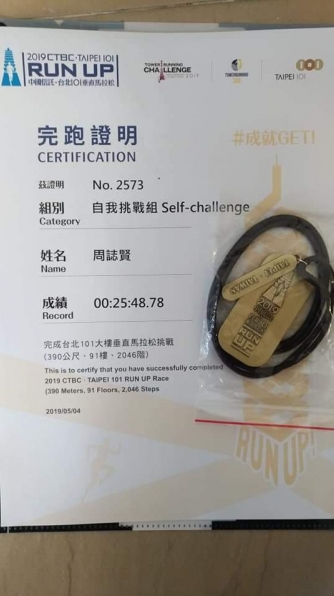 2019 CTBC · TAIPEI 101
RUN UP
中國信託·台北101垂直馬拉松
TOWER RUNNING
CHALLENGE
TAIPEI 101
完跑證明
CERTIFICATION
#成就GET!
茲證明 No. 2573
組別 自我挑戰組 Self-challenge
Category
姓名 周誌賢
Name
成績 00:25:48.78
Record
完成台北101大樓垂直馬拉松挑戰
(390公尺、91樓、2046階)
This is to certify that you have successfully completed
2019 CTBC · TAIPEI 101 RUN UP Race
(390 Meters, 91 Floors, 2,046 Steps
2019/05/04
TAIPEI · TAIWAN
2019
RUN
UP
RUN UP!